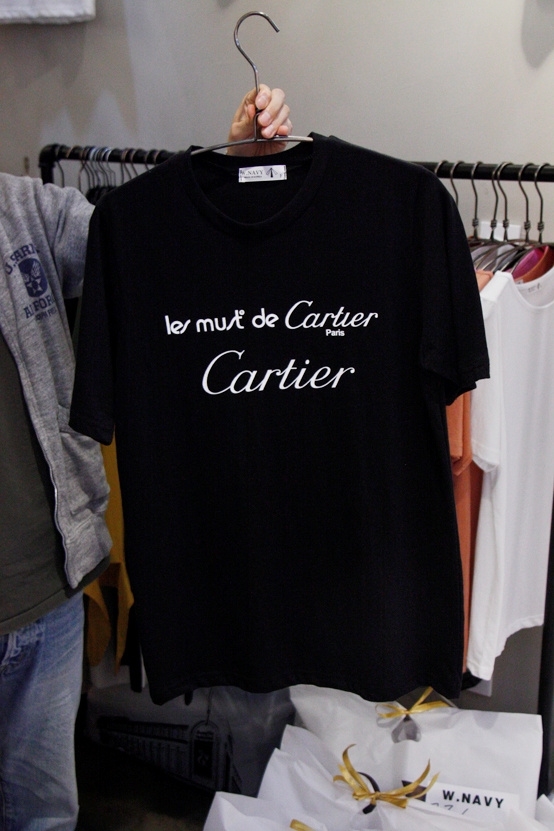 W.NAVY
les must de Cartier
Paris
Cartier
W.NAVY